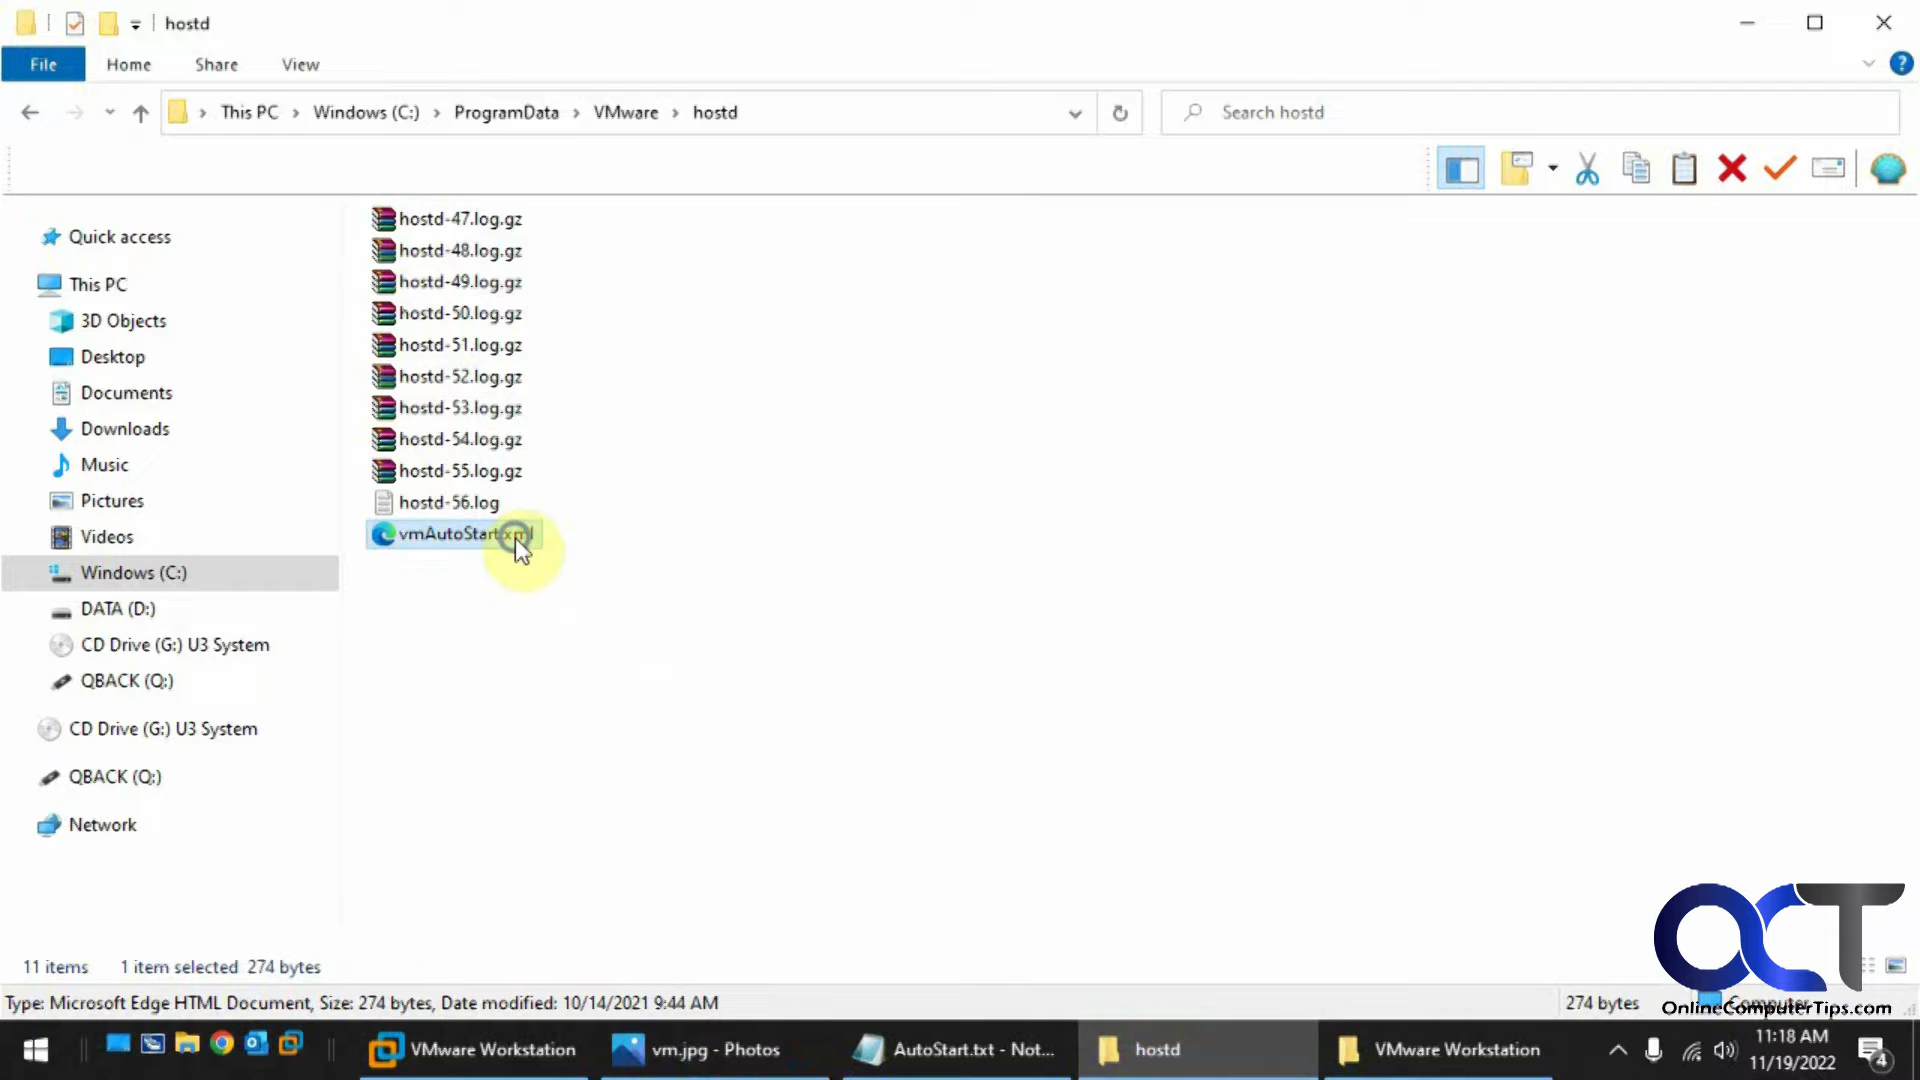 hostd
File Home Share View
This PC Windows (C:) ProgramData VMware hostd
Search hostd
Quick access
This PC
3D Objects
Desktop
Documents
Downloads
Music
Pictures
Videos
Windows (C:)
DATA (D:)
CD Drive (G:) U3 System
QBACK (Q:)
CD Drive (G:) U3 System
QBACK (Q:)
Network
hostd-47.log.gz
hostd-48.log.gz
hostd-49.log.gz
hostd-50.log.gz
hostd-51.log.gz
hostd-52.log.gz
hostd-53.log.gz
hostd-54.log.gz
hostd-55.log.gz
hostd-56.log
vmAutoStart.xml
11 items 1 item selected 274 bytes
Type: Microsoft Edge HTML Document, Size: 274 bytes, Date modified: 10/14/2021 9:44 AM
274 bytes
Computer
OCT
OnlineComputerTips.com
VMware Workstation
vm.jpg - Photos
AutoStart.txt - Not...
hostd
VMware Workstation
11:18 AM
11/19/2022
4